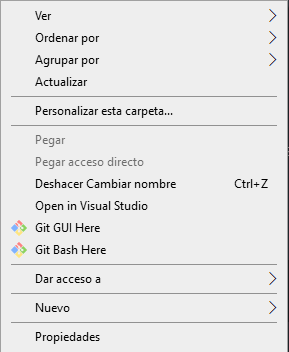 Ver
Ordenar por
Agrupar por
Actualizar
Personalizar esta carpeta...
Pegar
Pegar acceso directo
Deshacer Cambiar nombre Ctrl+Z
Open in Visual Studio
Git GUI Here
Git Bash Here
Dar acceso a
Nuevo
Propiedades